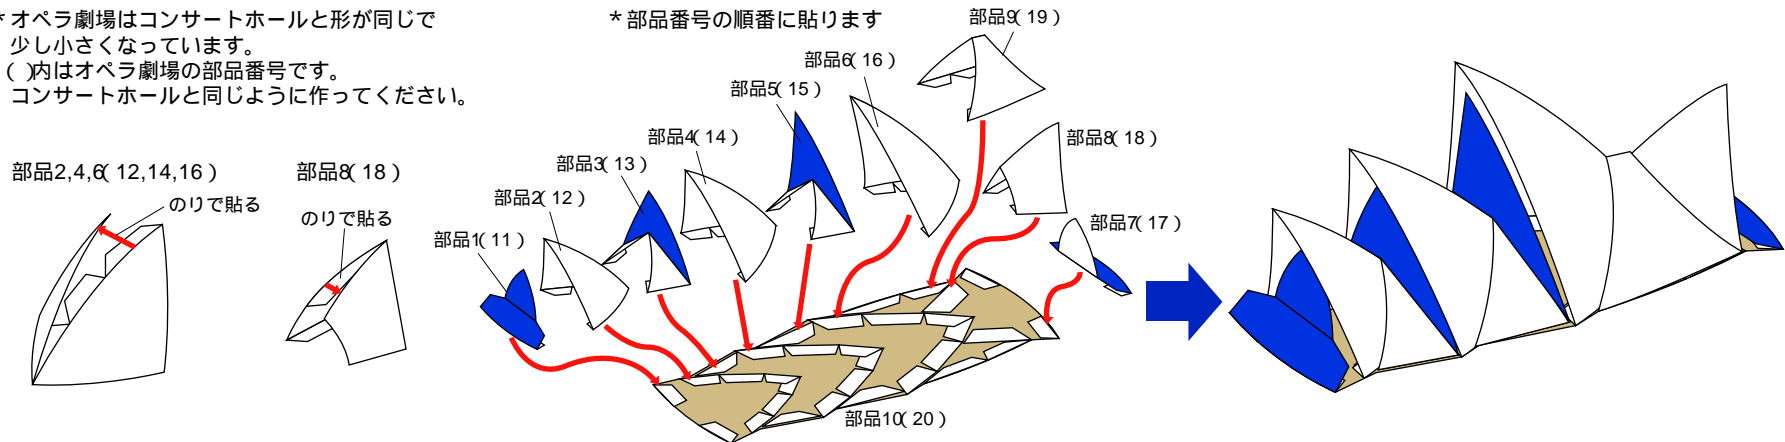 *オペラ劇場はコンサートホールと形が同じで
少し小さくなっています。
( )内はオペラ劇場の部品番号です。
コンサートホールと同じように作ってください。
*部品番号の順番に貼ります
部品2,4,6(12,14,16)
のりで貼る
部品8(18)
のりで貼る
部品1(11)
部品2(12)
部品3(13)
部品4(14)
部品5(15)
部品6(16)
部品9(19)
部品8(18)
部品7(17)
部品10(20)